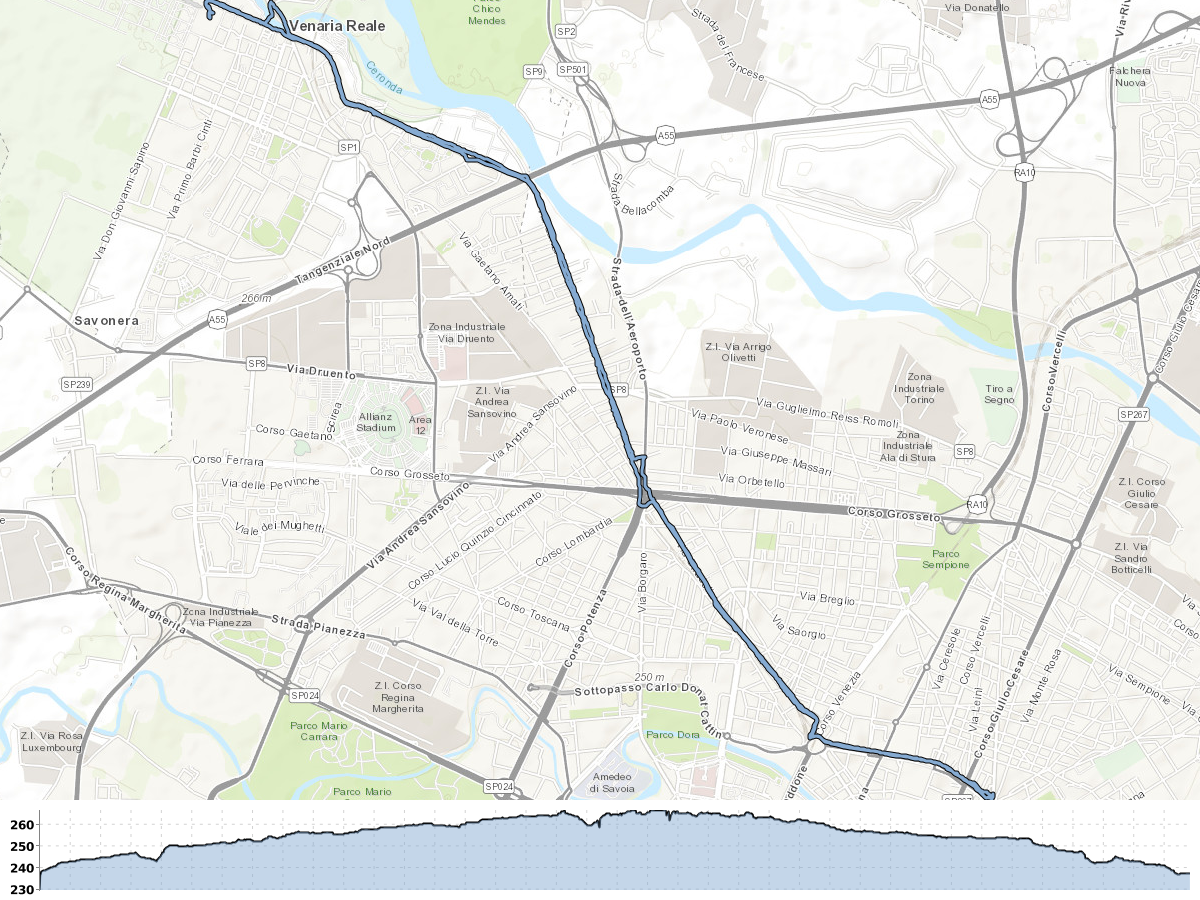 Chico
Mendes
Via Donatello
Venaria Reale
SP2
Strada del Francese
Ceronda
SP9
SP501
Falchera
Nuova
A55
A55
SP1
Via Primo Barbi Cinti
Via Don Giovanni Sapino
RA10
Strada Bellacomba
Via Gaetano Amati
Tangenziale Nord
Strada dell'Aeroporto
266 m
Savonera
A55
Zona Industriale
Via Druento
Corso Giulio Cesare
Corso Vercelli
Z.I. Via Arrigo
Olivetti
SP8
Via Druento
SP239
Zona
Industriale
Torino
Tiro a
Segno
SP8
Z.I. Via
Andrea
Sansovino
Via Andrea Sansovino
Allianz
Stadium
Area
12
Scirea
Corso Gaetano
Via Guglielmo Reiss Romoli
Via Paolo Veronese
SP267
Zona
Industriale
Ala di Stura
SP8
Via Giuseppe Massari
Corso Ferrara
Corso Grosseto
Via delle Pervinche
Via Orbetello
Z.I. Corso
Giulio
Cesare
RA10
Corso Grosseto
Viale dei Mughetti
Via Andrea Sansovino
Corso Lucio Quinzio Cincinnato
Corso Lombardia
Corso Regina Margherita
Z.I. Via
Sandro
Botticelli
Parco
Sempione
Via Borgaro
Via Breglio
Zona Industriale
Via Pianezza
Strada Pianezza
Via Val della Torre
Corso Toscana
Corso Potenza
Via Saorgio
Via Ceresole
Corso Vercelli
Corso Giulio Cesare
Via Monte Rosa
Via Sempione
250 m
Sottopasso Carlo Donat Cattin
Corso Venezia
Via Leinì
SP024
Z.I. Corso
Regina
Margherita
Parco Mario
Carrara
Z.I. Via Rosa
Luxembourg
Parco Dora
Amedeo
di Savoia
SP024
Parco Mario
260
250
240
230